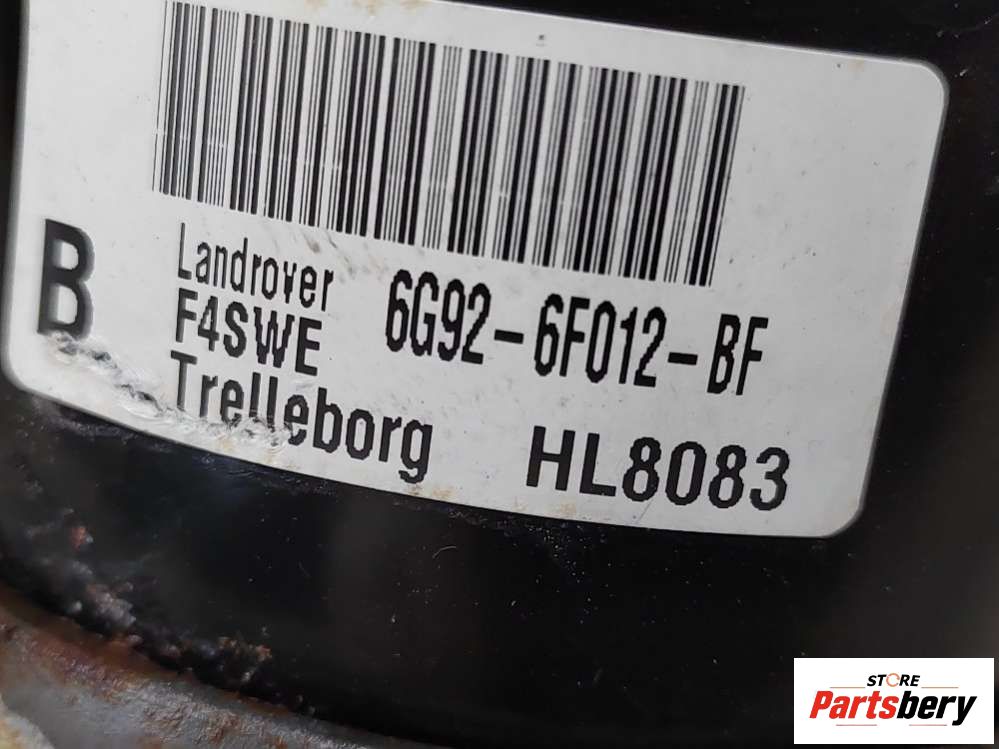 B
Landrover 6G92-6F012-BF
F4SWE
Trelleborg HL8083
STORE
Partsbery